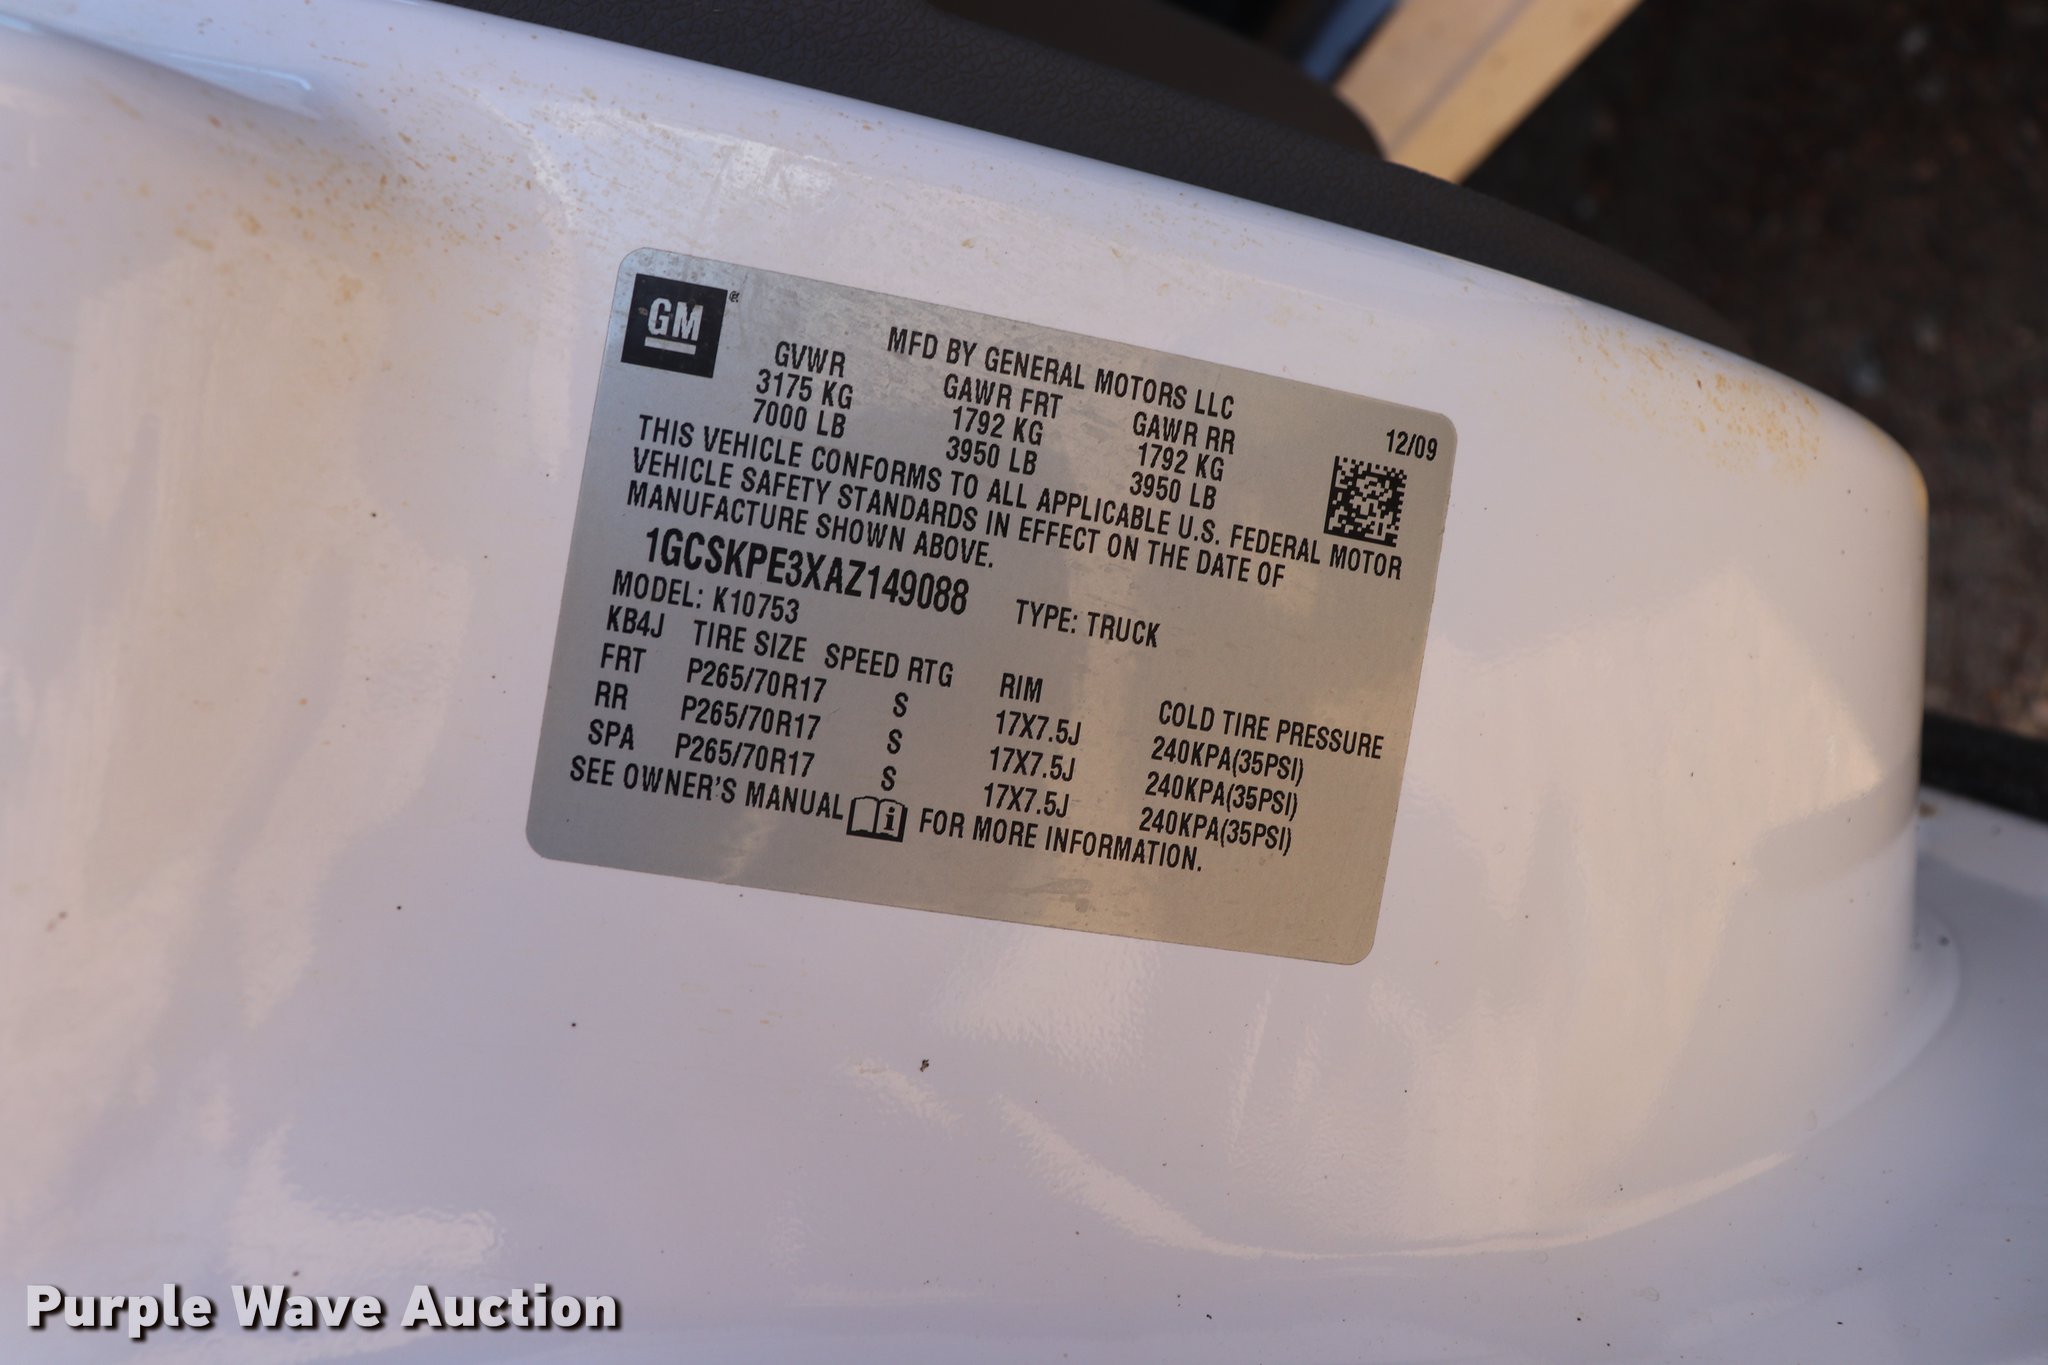 GM®
MFD BY GENERAL MOTORS LLC
GVWR GAWR FRT GAWR RR 12/09
3175 KG 1792 KG 1792 KG
7000 LB 3950 LB 3950 LB
THIS VEHICLE CONFORMS TO ALL APPLICABLE U.S. FEDERAL MOTOR
VEHICLE SAFETY STANDARDS IN EFFECT ON THE DATE OF
MANUFACTURE SHOWN ABOVE.
1GCSKPE3XAZ149088 TYPE: TRUCK
MODEL: K10753
KB4J TIRE SIZE SPEED RTG RIM COLD TIRE PRESSURE
FRT P265/70R17 S 17X7.5J 240KPA(35PSI)
RR P265/70R17 S 17X7.5J 240KPA(35PSI)
SPA P265/70R17 S 17X7.5J 240KPA(35PSI)
SEE OWNER'S MANUAL i FOR MORE INFORMATION.
Purple Wave Auction